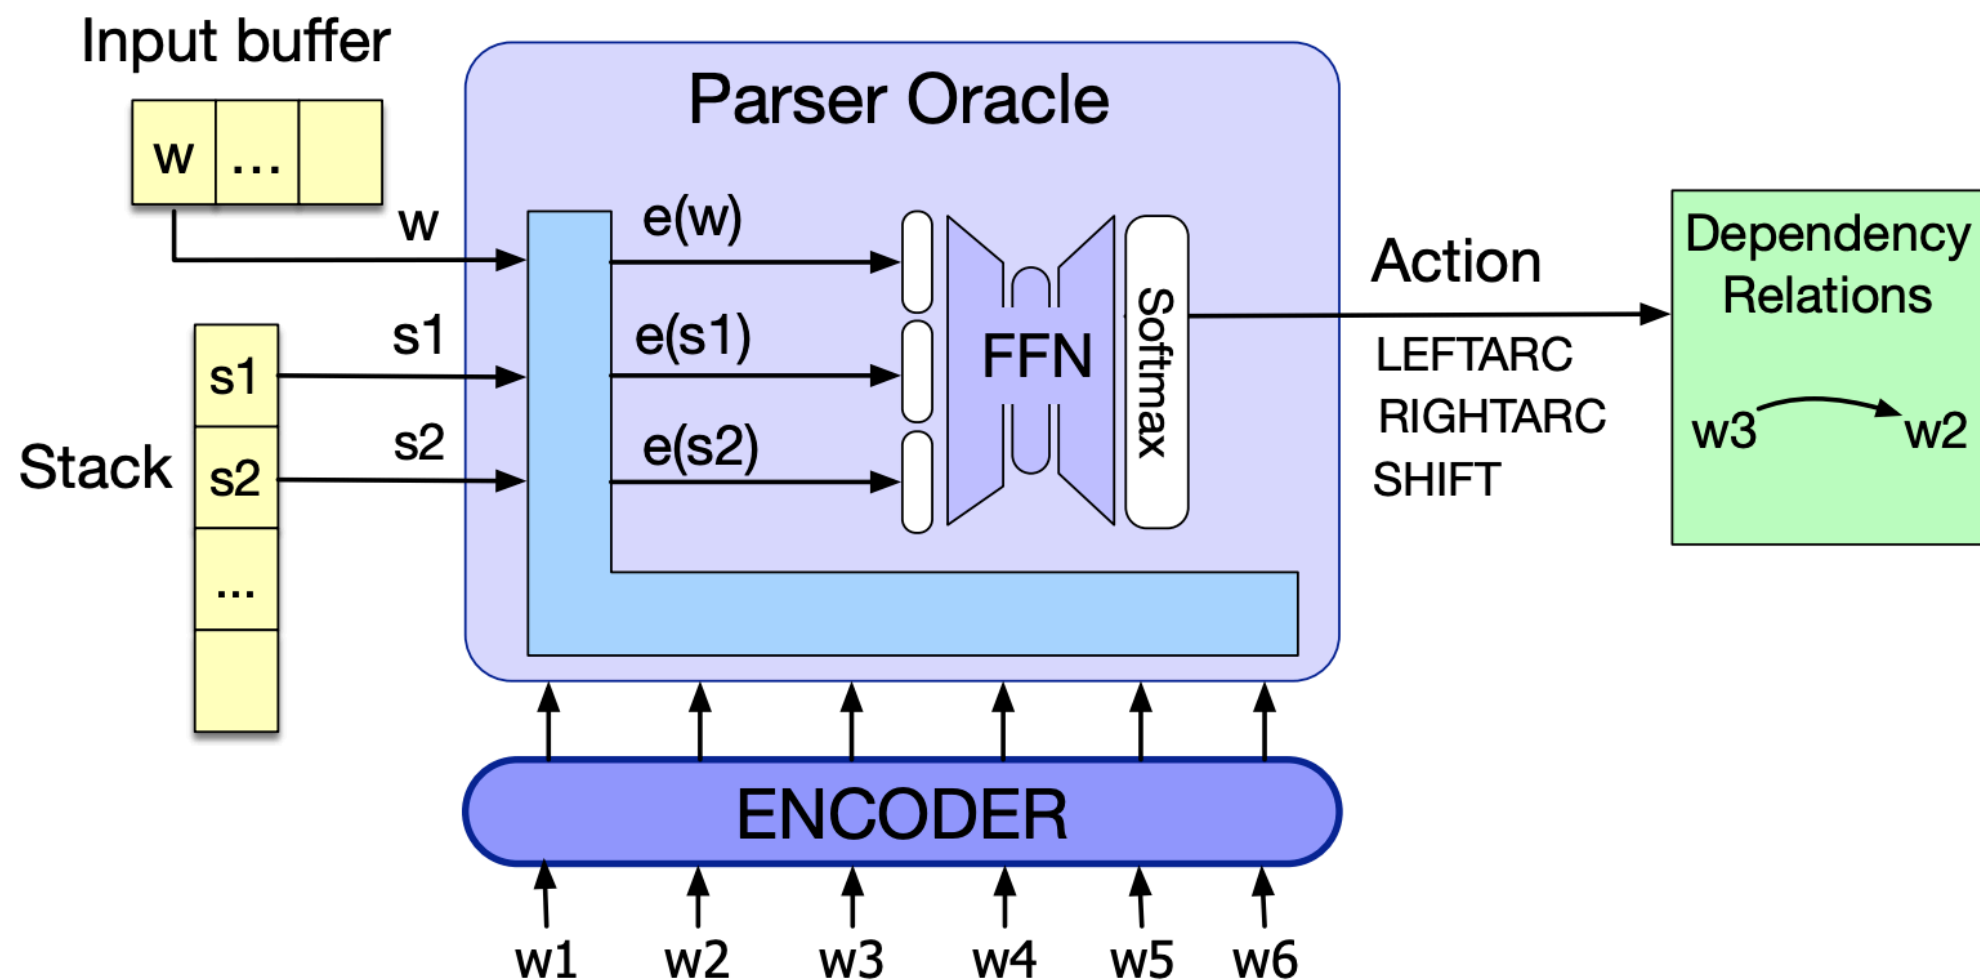 Input buffer
w ...
Parser Oracle
w
e(w)
s1
e(s1)
s2
e(s2)
Stack
s1
s2
...
FFN
Softmax
Action
LEFTARC
RIGHTARC
SHIFT
Dependency
Relations
w3 w2
ENCODER
w1 w2 w3 w4 w5 w6